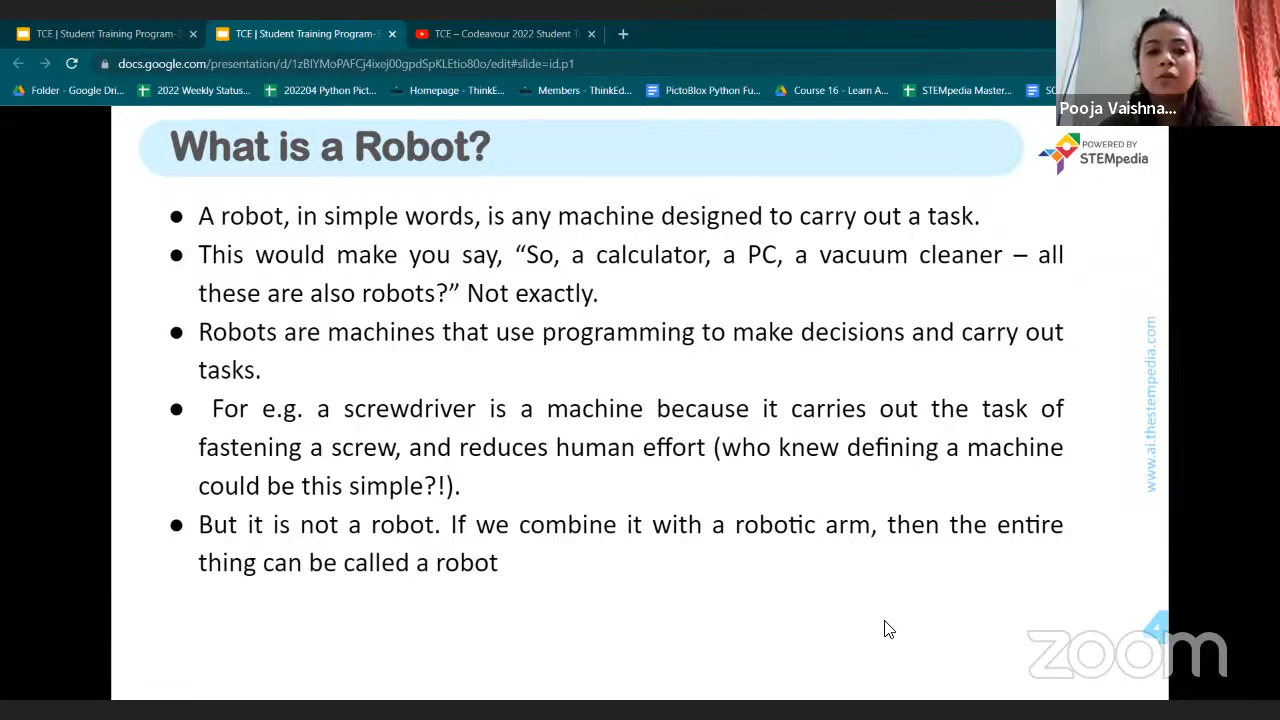 TCE | Student Training Program-
TCE | Student Training Program-
TCE – Codeavour 2022 Student T
docs.google.com/presentation/d/1zBlYMoPAFCj4ixej00gpdSpKLEtio80o/edit#slide=id.p1
Folder - Google Dri...
2022 Weekly Status...
202204 Python Pict...
Homepage - ThinkE...
Members - ThinkEd...
PictoBlox Python Fu...
Course 16 - Learn A...
STEMpedia Master...
Pooja Vaishna...
What is a Robot?
POWERED BY
STEMpedia
● A robot, in simple words, is any machine designed to carry out a task.
● This would make you say, “So, a calculator, a PC, a vacuum cleaner – all
these are also robots?” Not exactly.
● Robots are machines that use programming to make decisions and carry out
tasks.
● For e.g. a screwdriver is a machine because it carries out the task of
fastening a screw, and reduces human effort (who knew defining a machine
could be this simple?!).
● But it is not a robot. If we combine it with a robotic arm, then the entire
thing can be called a robot
www.ai.thestempedia.com
zoom